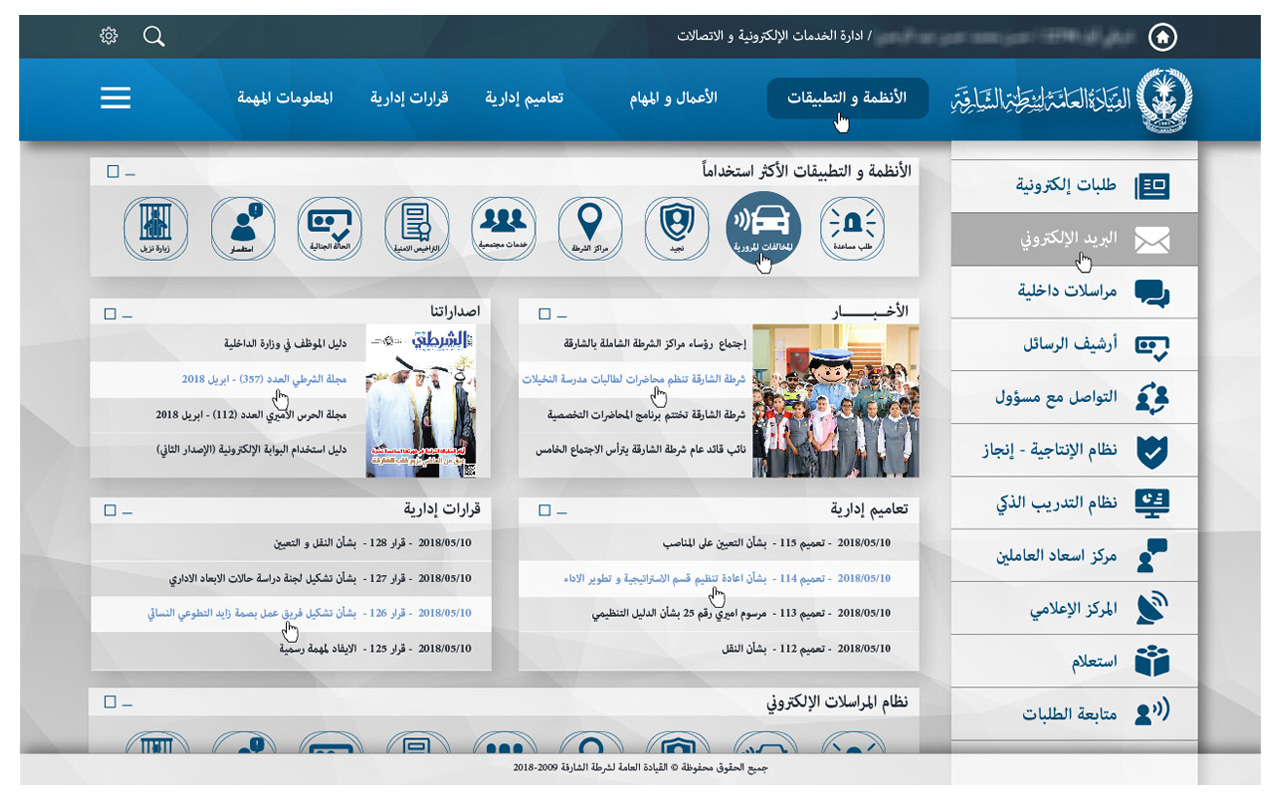 / ادارة الخدمات الإلكترونية و الاتصالات
القيادة العامة لشرطة الشارقة
الأنظمة و التطبيقات
الأعمال و المهام
تعاميم إدارية
قرارات إدارية
المعلومات المهمة
طلبات إلكترونية
البريد الإلكتروني
مراسلات داخلية
أرشيف الرسائل
التواصل مع مسؤول
نظام الإنتاجية - إنجاز
نظام التدريب الذكي
مركز اسعاد العاملين
المركز الإعلامي
استعلام
متابعة الطلبات
الأنظمة و التطبيقات الأكثر استخداماً
طلب مساعدة
المخالفات المرورية
نجيد
مراكز الشرطة
خدمات مجتمعية
التراخيص الامنية
الحالة الجنائية
استفسار
زيارة نزيل
الأخبـــــار
إجتماع رؤساء مراكز الشرطة الشاملة بالشارقة
شرطة الشارقة تنظم محاضرات لطالبات مدرسة النخيلات
شرطة الشارقة تختتم برنامج المحاضرات التخصصية
نائب قائد عام شرطة الشارقة يترأس الاجتماع الخامس
اصداراتنا
الشرطي
دليل الموظف في وزارة الداخلية
مجلة الشرطي العدد (357) - ابريل 2018
مجلة الحرس الأميري العدد (112) - ابريل 2018
دليل استخدام البوابة الإلكترونية (الإصدار الثاني)
تعاميم إدارية
2018/05/10 - تعميم 115 - بشأن التعيين على المناصب
2018/05/10 - تعميم 114 - بشأن اعادة تنظيم قسم الاستراتيجية و تطوير الاداء
2018/05/10 - تعميم 113 - مرسوم اميري رقم 25 بشأن الدليل التنظيمي
2018/05/10 - تعميم 112 - بشأن النقل
قرارات إدارية
2018/05/10 - قرار 128 - بشأن النقل و التعيين
2018/05/10 - قرار 127 - بشأن تشكيل لجنة دراسة حالات الابعاد الاداري
2018/05/10 - قرار 126 - بشأن تشكيل فريق عمل بصمة زايد التطوعي النسائي
2018/05/10 - قرار 125 - الايفاد لمهمة رسمية
نظام المراسلات الإلكتروني
جميع الحقوق محفوظة © القيادة العامة لشرطة الشارقة 2009-2018